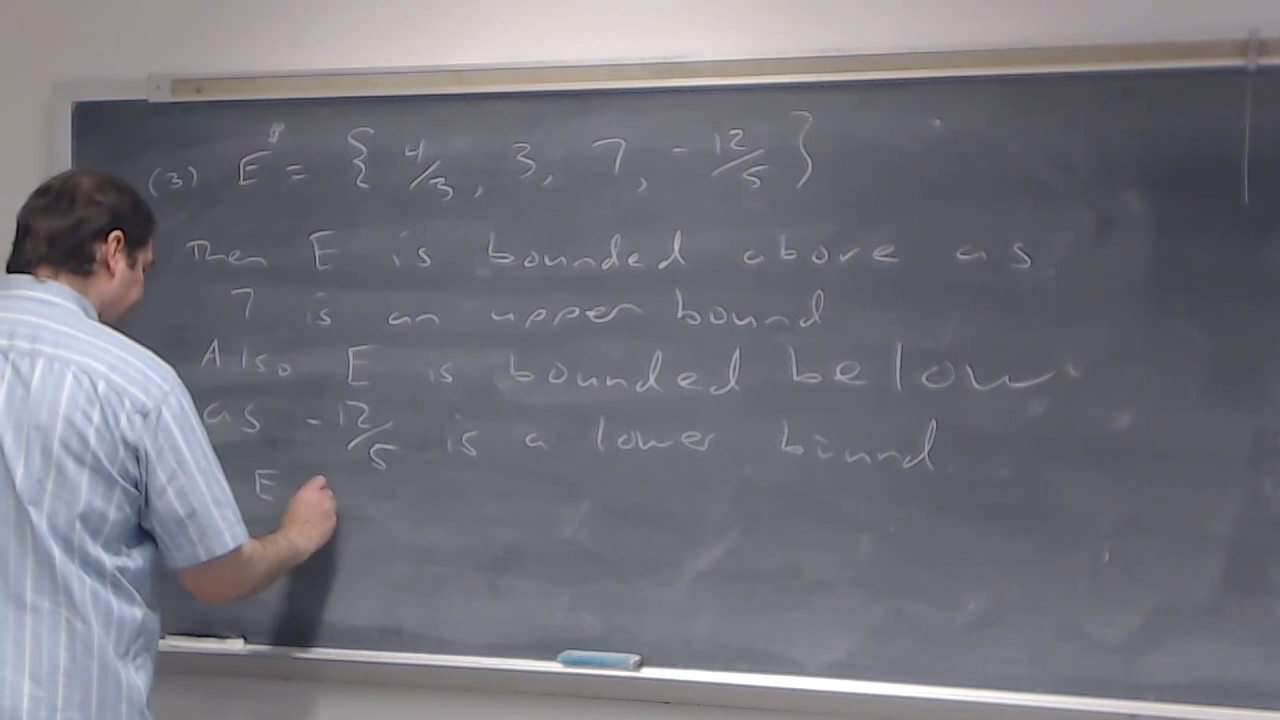 (3) E = { 4/3, 3, 7, -12/5 }
Then E is bounded above as
7 is an upper bound
Also E is bounded below
as -12/5 is a lower bound
E